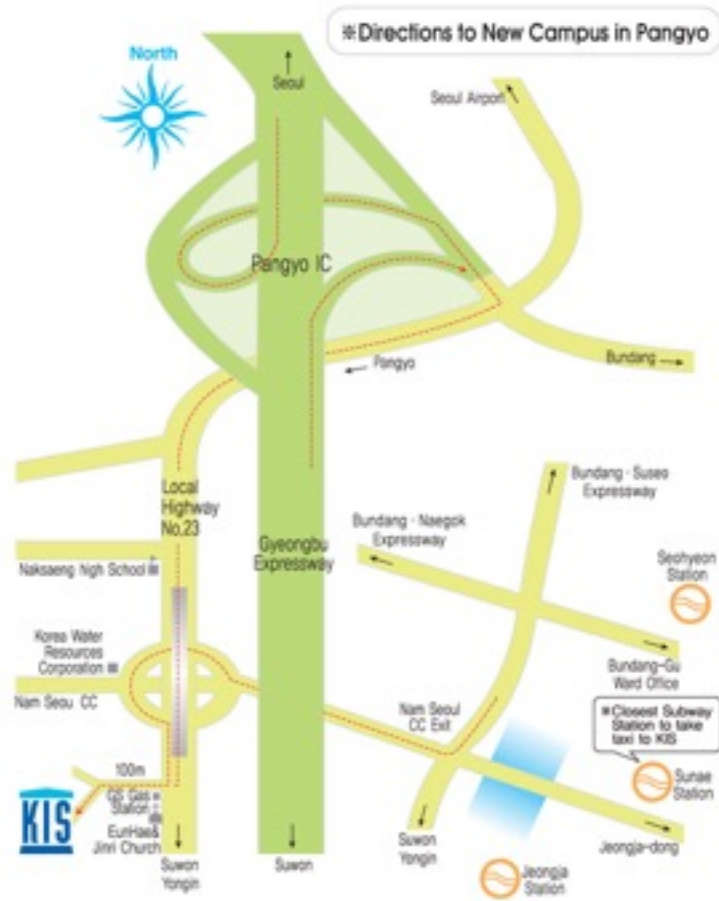 ※Directions to New Campus in Pangyo
North
Seoul
Seoul Airport
Pangyo IC
Pangyo
Bundang
Local
Highway
No,23
Gyeongbu
Expressway
Bundang · Suseo
Expressway
Bundang · Naegok
Expressway
Seohyeon
Station
Naksaeng high School
Korea Water
Resources
Corporation
Nam Seou CC
Bundang-Gu
Ward Office
Nam Seoul
CC Exit
※Closest Subway
Station to take
taxi to KIS
Sunae
Station
100m
KIS
GS Gas
Station
EunHae&
Jinri Church
Suwon
Yongin
Suwon
Suwon
Yongin
Jeongja-dong
Jeongja
Station